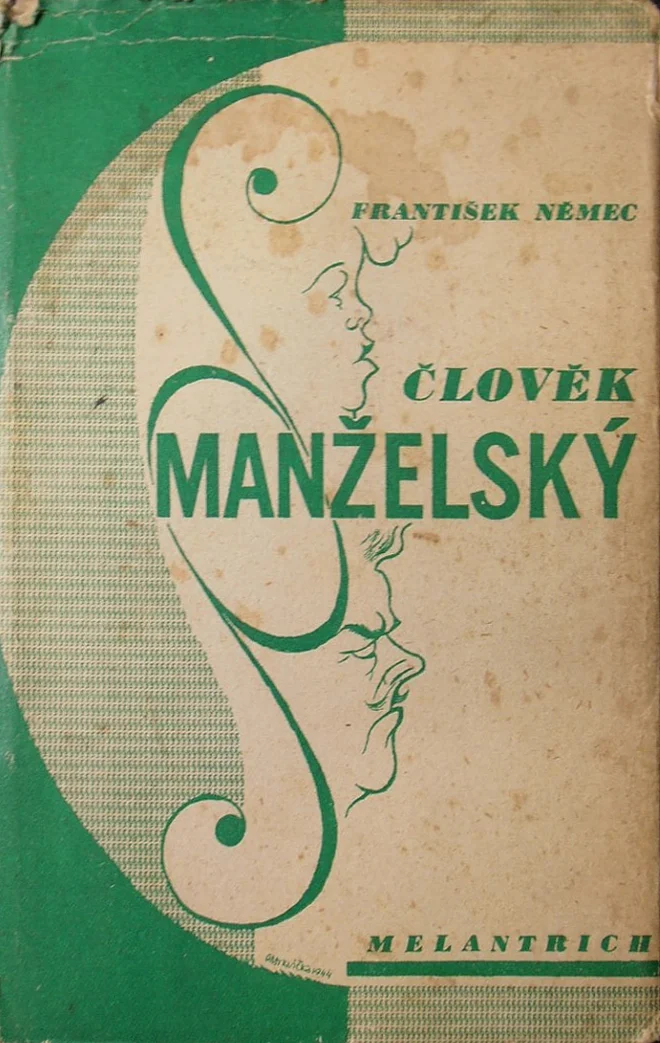 FRANTIŠEK NĚMEC
ČLOVĚK
MANŽELSKÝ
MELANTRICH